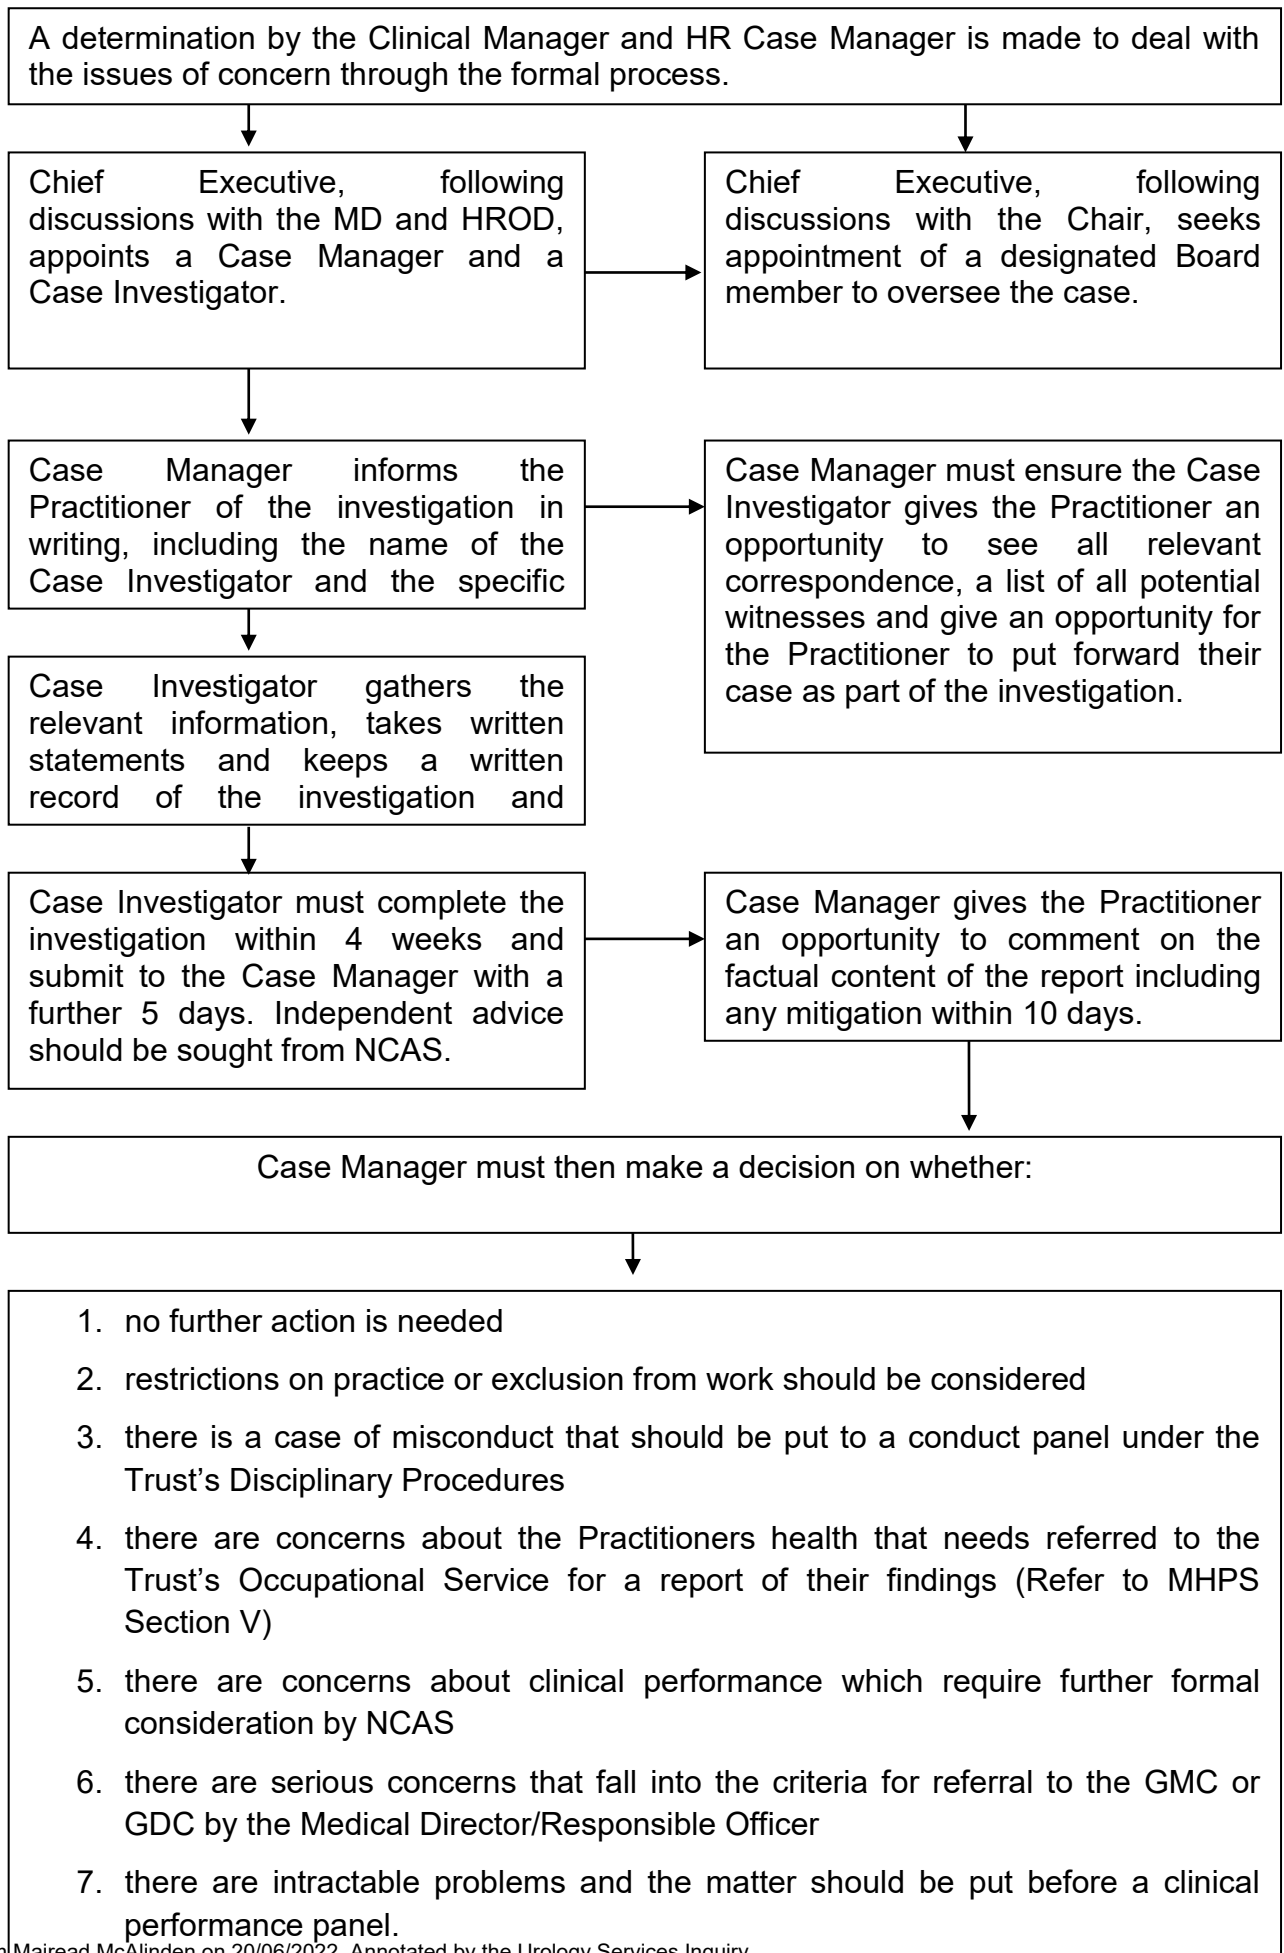 A determination by the Clinical Manager and HR Case Manager is made to deal with
the issues of concern through the formal process.
Chief Executive, following
discussions with the MD and HROD,
appoints a Case Manager and a
Case Investigator.
Chief Executive, following
discussions with the Chair, seeks
appointment of a designated Board
member to oversee the case.
Case Manager informs the
Practitioner of the investigation in
writing, including the name of the
Case Investigator and the specific
Case Manager must ensure the Case
Investigator gives the Practitioner an
opportunity to see all relevant
correspondence, a list of all potential
witnesses and give an opportunity for
the Practitioner to put forward their
case as part of the investigation.
Case Investigator gathers the
relevant information, takes written
statements and keeps a written
record of the investigation and
Case Investigator must complete the
investigation within 4 weeks and
submit to the Case Manager with a
further 5 days. Independent advice
should be sought from NCAS.
Case Manager gives the Practitioner
an opportunity to comment on the
factual content of the report including
any mitigation within 10 days.
Case Manager must then make a decision on whether:
1. no further action is needed
2. restrictions on practice or exclusion from work should be considered
3. there is a case of misconduct that should be put to a conduct panel under the
Trust's Disciplinary Procedures
4. there are concerns about the Practitioners health that needs referred to the
Trust's Occupational Service for a report of their findings (Refer to MHPS
Section V)
5. there are concerns about clinical performance which require further formal
consideration by NCAS
6. there are serious concerns that fall into the criteria for referral to the GMC or
GDC by the Medical Director/Responsible Officer
7. there are intractable problems and the matter should be put before a clinical
performance panel.
Mairead McAlinden on 20/06/2022. Annotated by the Urology Services Inquiry